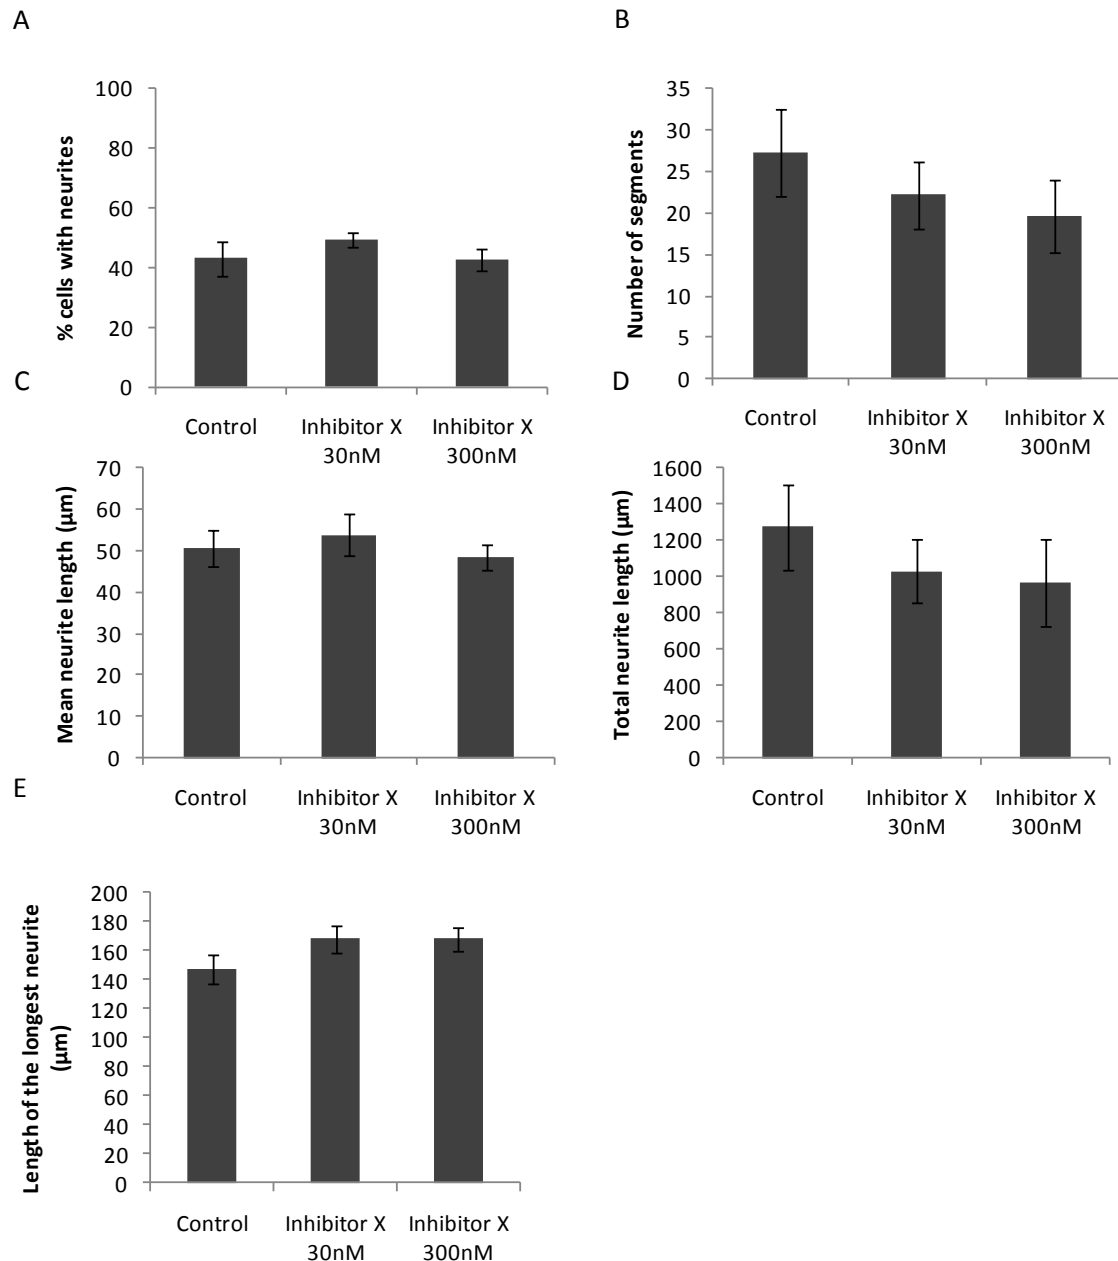 A
% cells with neurites
100
80
60
40
20
0
Control
Inhibitor X
30nM
Inhibitor X
300nM
B
Number of segments
35
30
25
20
15
10
5
0
Control
Inhibitor X
30nM
Inhibitor X
300nM
C
Mean neurite length (µm)
70
60
50
40
30
20
10
0
Control
Inhibitor X
30nM
Inhibitor X
300nM
D
Total neurite length (µm)
1600
1400
1200
1000
800
600
400
200
0
Control
Inhibitor X
30nM
Inhibitor X
300nM
E
Length of the longest neurite
(µm)
200
180
160
140
120
100
80
60
40
20
0
Control
Inhibitor X
30nM
Inhibitor X
300nM